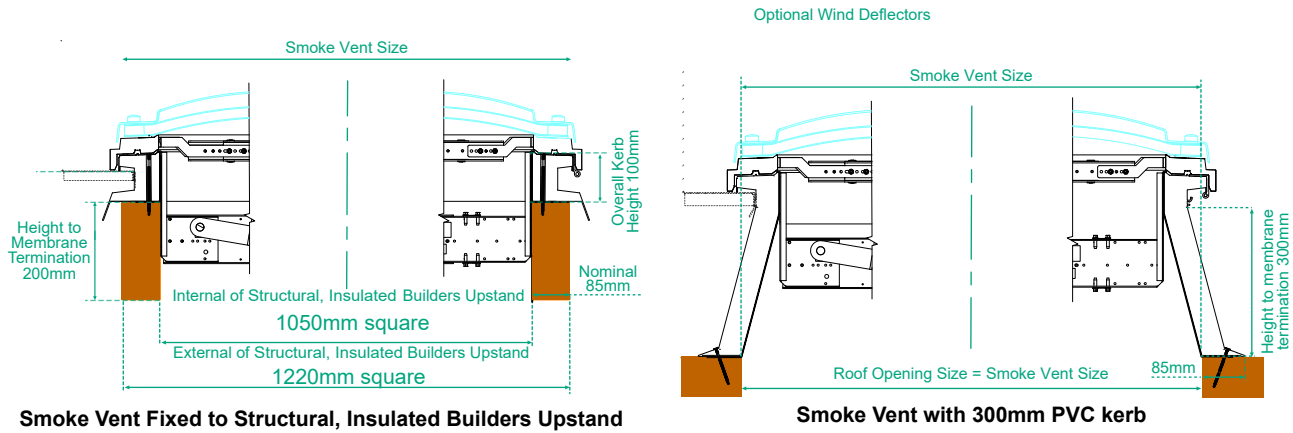 Optional Wind Deflectors
Smoke Vent Size
Overall Kerb
Height 100mm
Height to
Membrane
Termination
200mm
Nominal
85mm
Internal of Structural, Insulated Builders Upstand
1050mm square
External of Structural, Insulated Builders Upstand
1220mm square
Smoke Vent Fixed to Structural, Insulated Builders Upstand
Smoke Vent Size
Height to membrane
termination 300mm
85mm
Roof Opening Size = Smoke Vent Size
Smoke Vent with 300mm PVC kerb